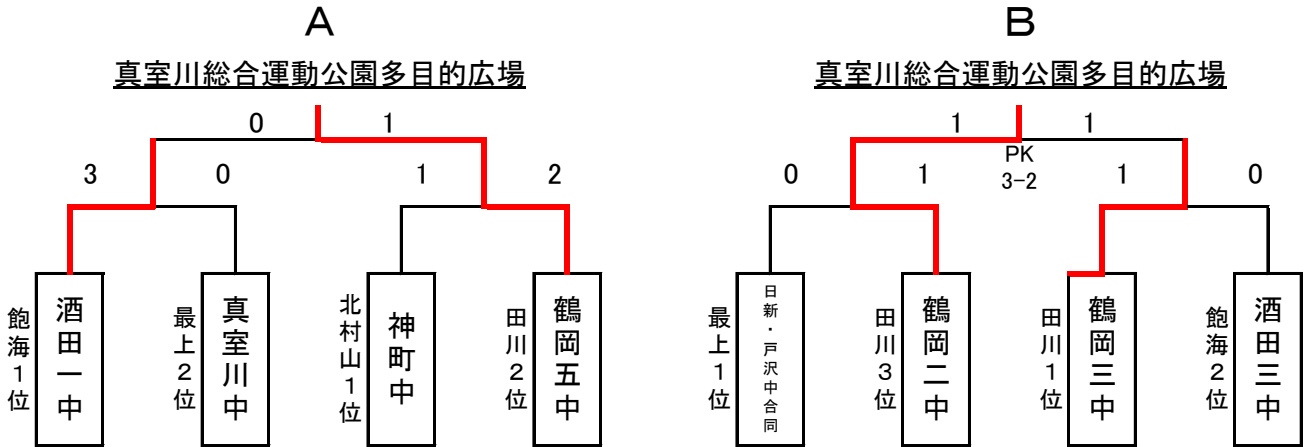 A
真室川総合運動公園多目的広場
0 1
3 0 1 2
飽海1位
酒田一中
最上2位
真室川中
北村山1位
神町中
田川2位
鶴岡五中
B
真室川総合運動公園多目的広場
1 1
PK
3-2
0 1 1 0
最上1位
日新・戸沢中合同
田川3位
鶴岡二中
田川1位
鶴岡三中
飽海2位
酒田三中